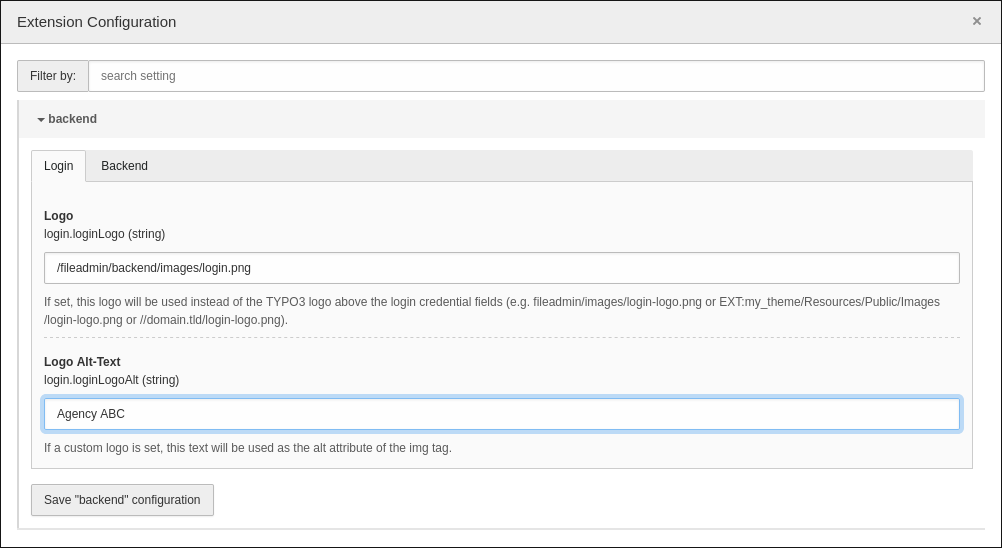 Extension Configuration ×
Filter by: search setting
backend
Login Backend
Logo
login.loginLogo (string)
/fileadmin/backend/images/login.png
If set, this logo will be used instead of the TYPO3 logo above the login credential fields (e.g. fileadmin/images/login-logo.png or EXT:my_theme/Resources/Public/Images
/login-logo.png or //domain.tld/login-logo.png).
Logo Alt-Text
login.loginLogoAlt (string)
Agency ABC
If a custom logo is set, this text will be used as the alt attribute of the img tag.
Save "backend" configuration